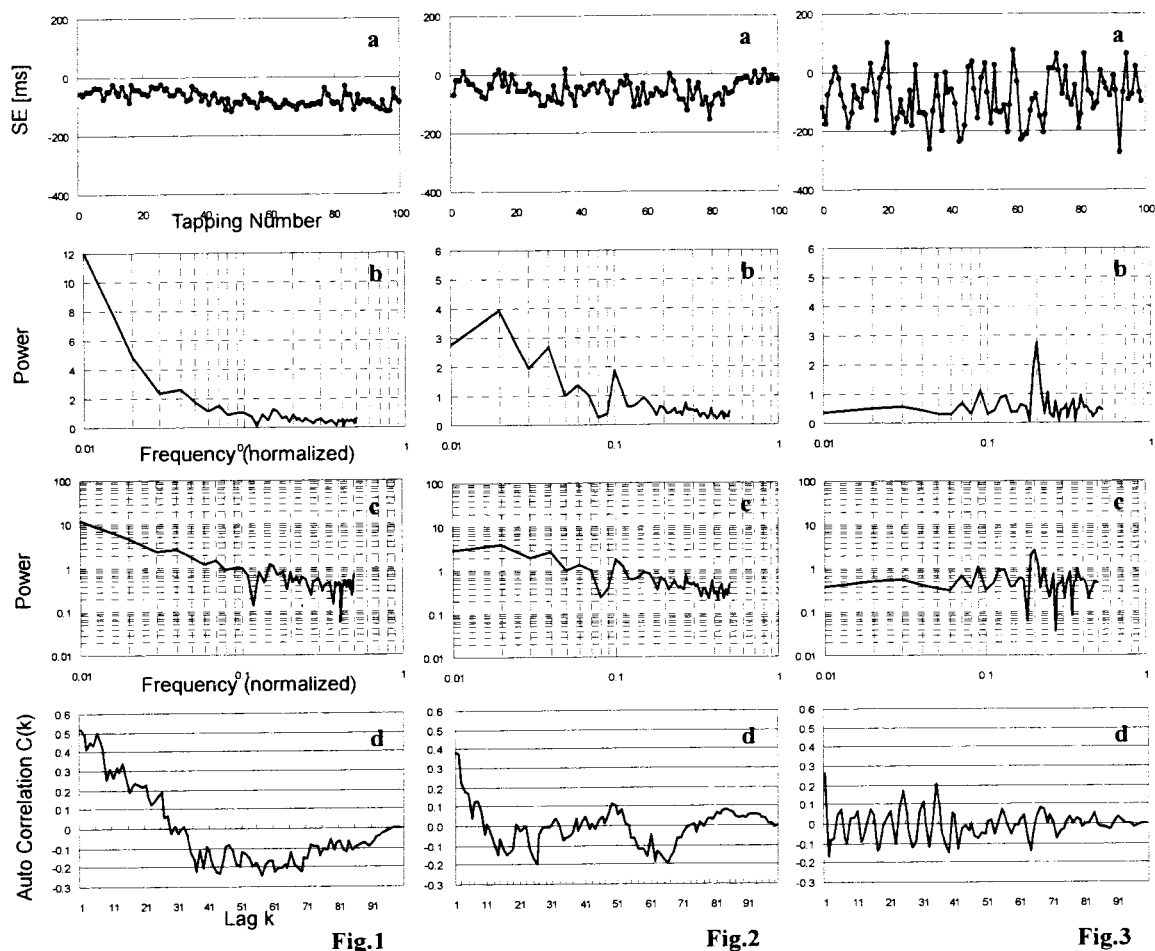 a
200
0
-200
-400
SE [ms]
0 20 40 60 80 100
Tapping Number
a
200
0
-200
-400
0 20 40 60 80 100
a
200
0
-200
-400
0 20 40 60 80 100
b
12
10
8
6
4
2
0
Power
0.01 0 1
Frequency (normalized)
b
6
5
4
3
2
1
0
0.01 0.1 1
b
6
5
4
3
2
1
0
0.01 0.1 1
c
100
10
1
0.1
0.01
Power
0.01 0 1
Frequency (normalized)
c
100
10
1
0.1
0.01
0.01 0.1 1
c
100
10
1
0.1
0.01
0.01 0.1 1
d
0.6
0.5
0.4
0.3
0.2
0.1
0
-0.1
-0.2
-0.3
Auto Correlation C(k)
1 11 21 31 41 51 61 71 81 91
Lag k
Fig.1
d
0.6
0.5
0.4
0.3
0.2
0.1
0.0
-0.1
-0.2
-0.3
1 11 21 31 41 51 61 71 81 91
Fig.2
d
0.6
0.5
0.4
0.3
0.2
0.1
0
-0.1
-0.2
-0.3
1 11 21 31 41 51 61 71 81 91
Fig.3